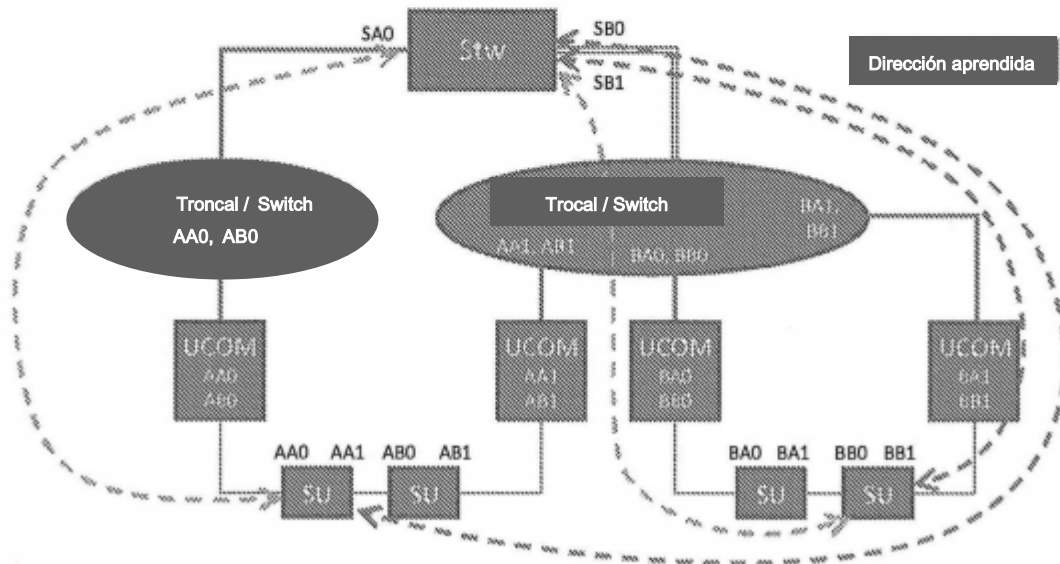 SA0
Stw
SB0
SB1
Dirección aprendida
Troncal / Switch
AA0, AB0
Trocal / Switch
AA1, AB1
BA0, BB0
BA1,
BB1
UCOM
AA0
AB0
UCOM
AA1
AB1
UCOM
BA0
BB0
UCOM
BA1
BB1
AA0 AA1 AB0 AB1
SU
SU
BA0 BA1 BB0 BB1
SU
SU